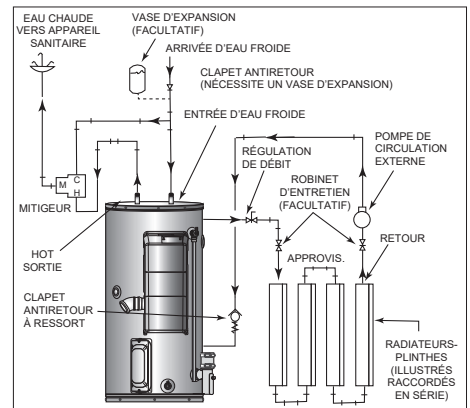 EAU CHAUDE
VERS APPAREIL
SANITAIRE
VASE D'EXPANSION
(FACULTATIF)
ARRIVÉE D'EAU FROIDE
CLAPET ANTIRETOUR
(NÉCESSITE UN VASE D'EXPANSION)
ENTRÉE D'EAU FROIDE
RÉGULATION
DE DÉBIT
POMPE DE
CIRCULATION
EXTERNE
ROBINET
D'ENTRETIEN
(FACULTATIF)
C
M
H
MITIGEUR
HOT
SORTIE
APPROVIS.
RETOUR
CLAPET
ANTIRETOUR
À RESSORT
RADIATEURS-
PLINTHES
(ILLUSTRÉS
RACCORDÉS
EN SÉRIE)